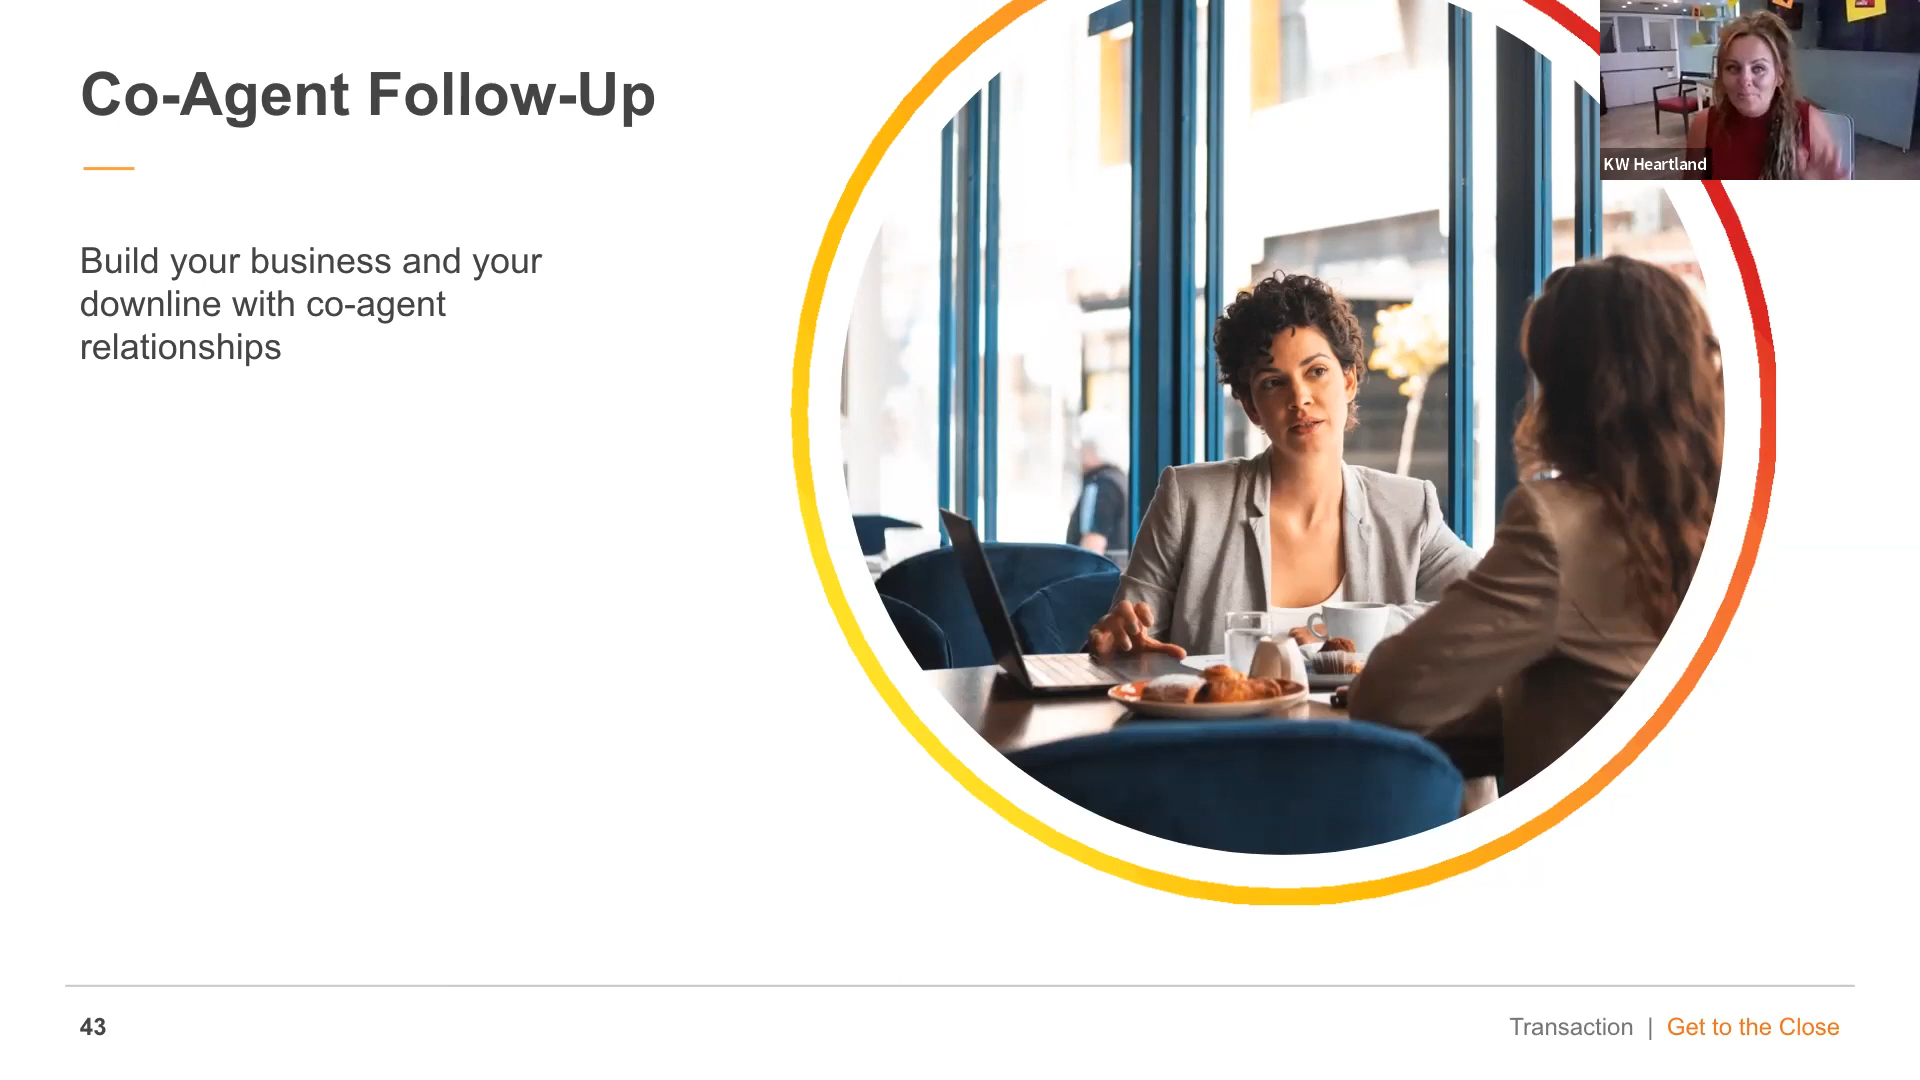 Co-Agent Follow-Up
KW Heartland
Build your business and your
downline with co-agent
relationships
43
Transaction | Get to the Close